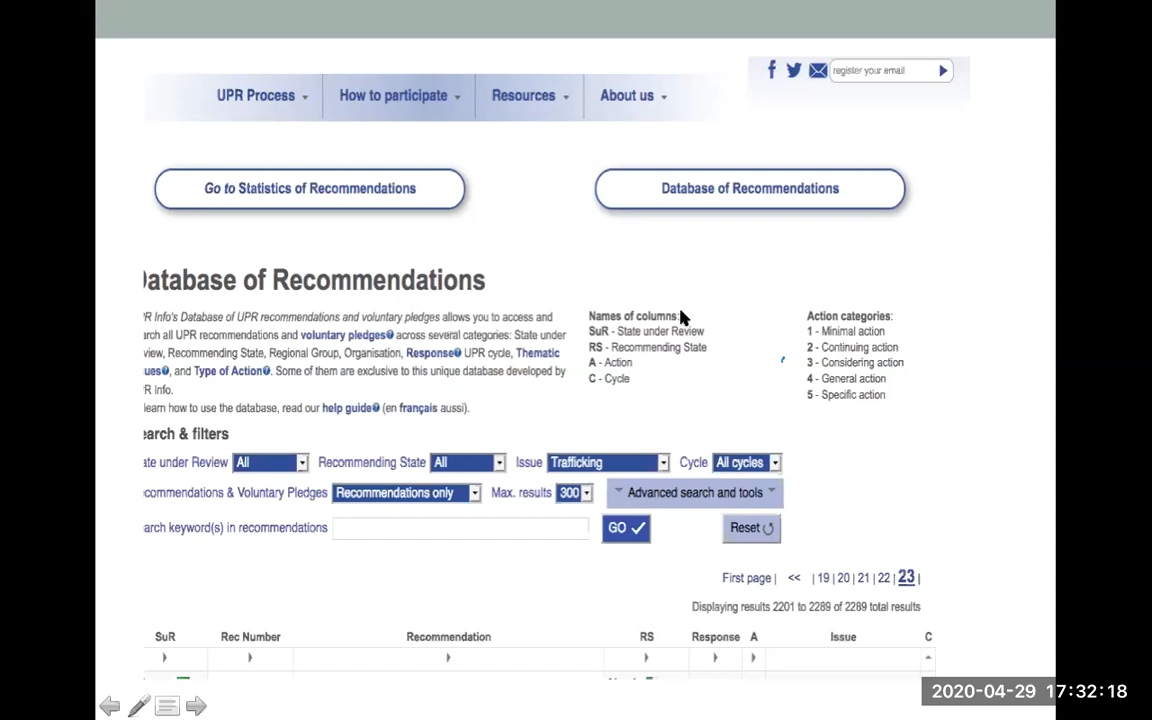 UPR Process
How to participate
Resources
About us
register your email
Go to Statistics of Recommendations
Database of Recommendations
Database of Recommendations
PR Info's Database of UPR recommendations and voluntary pledges allows you to access and
arch all UPR recommendations and voluntary pledges across several categories: State under
view, Recommending State, Regional Group, Organisation, Response UPR cycle, Thematic
ues, and Type of Action. Some of them are exclusive to this unique database developed by
PR Info.
learn how to use the database, read our help guide (en français aussi).
Names of columns:
SuR - State under Review
RS - Recommending State
A - Action
C - Cycle
Action categories:
1 - Minimal action
2 - Continuing action
3 - Considering action
4 - General action
5 - Specific action
earch & filters
ate under Review All Recommending State All Issue Trafficking Cycle All cycles
commendations & Voluntary Pledges Recommendations only Max. results 300 Advanced search and tools
arch keyword(s) in recommendations GO Reset
First page | << | 19 | 20 | 21 | 22 | 23 |
Displaying results 2201 to 2289 of 2289 total results
SuR Rec Number Recommendation RS Response A Issue C
2020-04-29 17:32:18